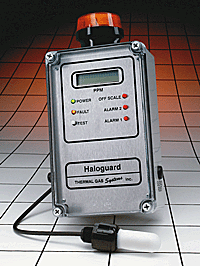 PPM
POWER OFF SCALE
FAULT ALARM 2
TEST ALARM 1
Haloguard
THERMAL GAS Systems INC.